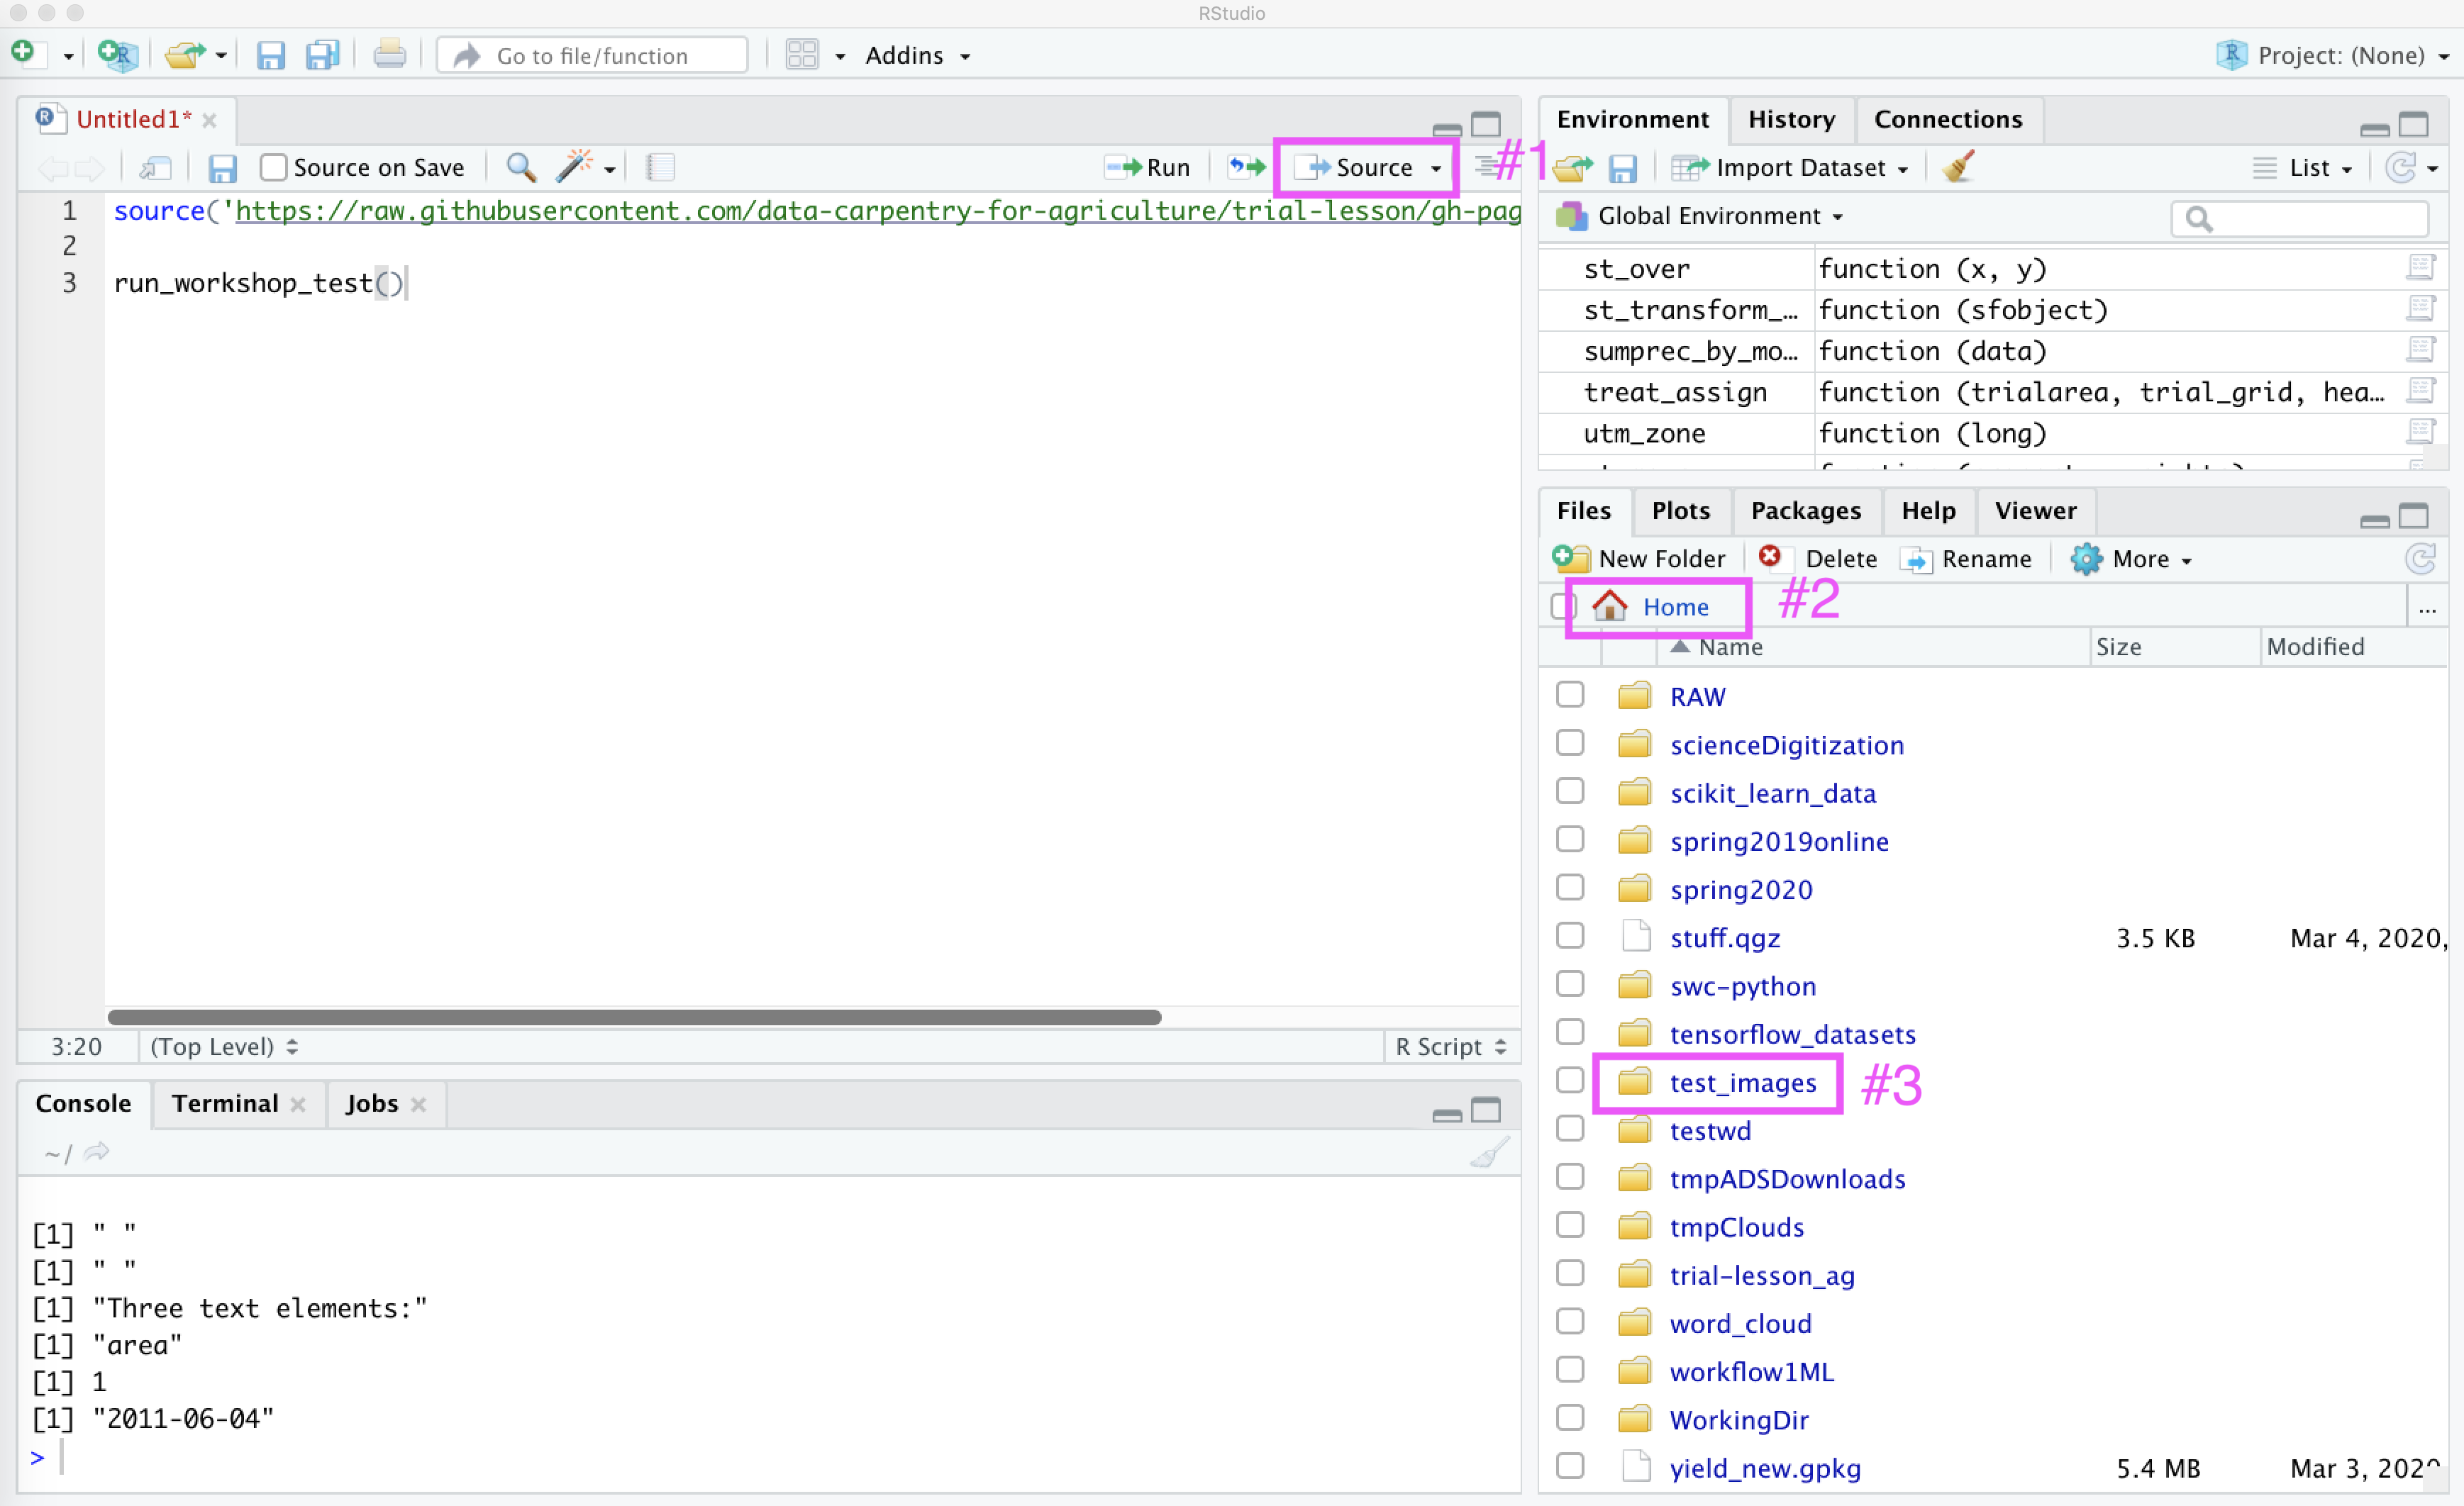 RStudio
Go to file/function Addins Project: (None)
Untitled1*
Source on Save Run Source #1
1 source('https://raw.githubusercontent.com/data-carpentry-for-agriculture/trial-lesson/gh-pag
2
3 run_workshop_test()
3:20 (Top Level) R Script
Console Terminal Jobs
~/
[1] " "
[1] " "
[1] "Three text elements:"
[1] "area"
[1] 1
[1] "2011-06-04"
>
Environment History Connections
Import Dataset List
Global Environment
st_over function (x, y)
st_transform_… function (sfobject)
sumprec_by_mo… function (data)
treat_assign function (trialarea, trial_grid, hea…
utm_zone function (long)
Files Plots Packages Help Viewer
New Folder Delete Rename More
Home #2 ...
Name Size Modified
RAW
scienceDigitization
scikit_learn_data
spring2019online
spring2020
stuff.qgz 3.5 KB Mar 4, 2020,
swc-python
tensorflow_datasets
test_images #3
testwd
tmpADSDownloads
tmpClouds
trial-lesson_ag
word_cloud
workflow1ML
WorkingDir
yield_new.gpkg 5.4 MB Mar 3, 2020